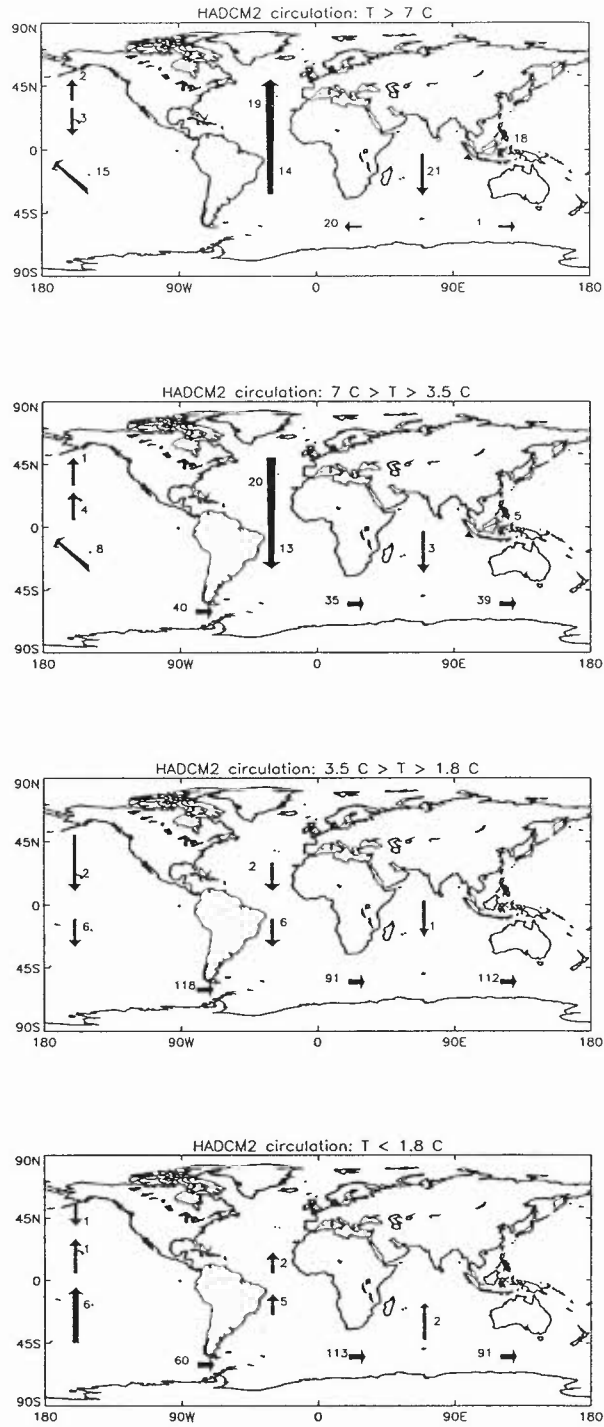 HADCM2 circulation: T > 7 C
90N
45N
0
45S
90S
2
3
.15
19
14
21
18
20
1
180 90W 0 90E 180
HADCM2 circulation: 7 C > T > 3.5 C
90N
45N
0
45S
90S
1
4
.8
20
13
3
5
40
35
39
180 90W 0 90E 180
HADCM2 circulation: 3.5 C > T > 1.8 C
90N
45N
0
45S
90S
2
6.
2
6
1
118
91
112
180 90W 0 90E 180
HADCM2 circulation: T < 1.8 C
90N
45N
0
45S
90S
1
1
6.
2
5
2
60
113
91
180 90W 0 90E 180